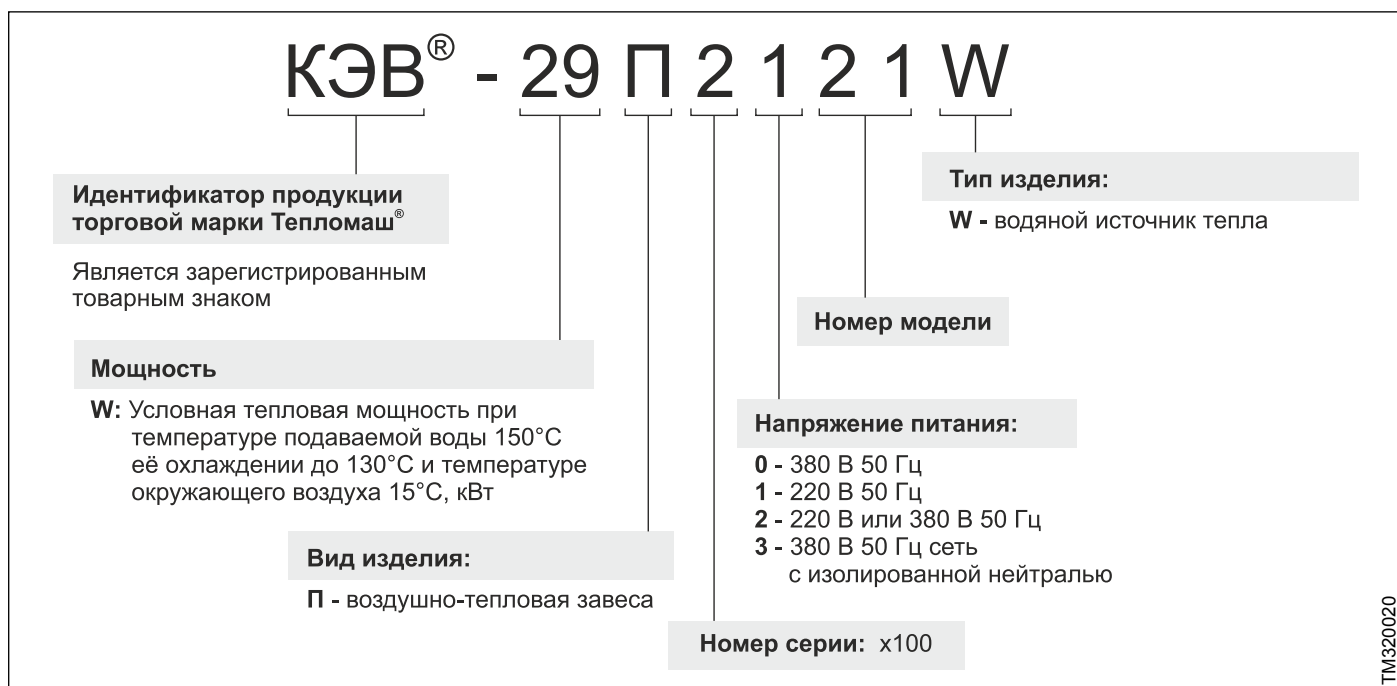 КЭВ® - 29 П 2 1 2 1 W
Идентификатор продукции
торговой марки Тепломаш®
Является зарегистрированным
товарным знаком
Мощность
W: Условная тепловая мощность при
температуре подаваемой воды 150°С
её охлаждении до 130°С и температуре
окружающего воздуха 15°С, кВт
Вид изделия:
П - воздушно-тепловая завеса
Номер серии: х100
Напряжение питания:
0 - 380 В 50 Гц
1 - 220 В 50 Гц
2 - 220 В или 380 В 50 Гц
3 - 380 В 50 Гц сеть
с изолированной нейтралью
Номер модели
Тип изделия:
W - водяной источник тепла
TM320020